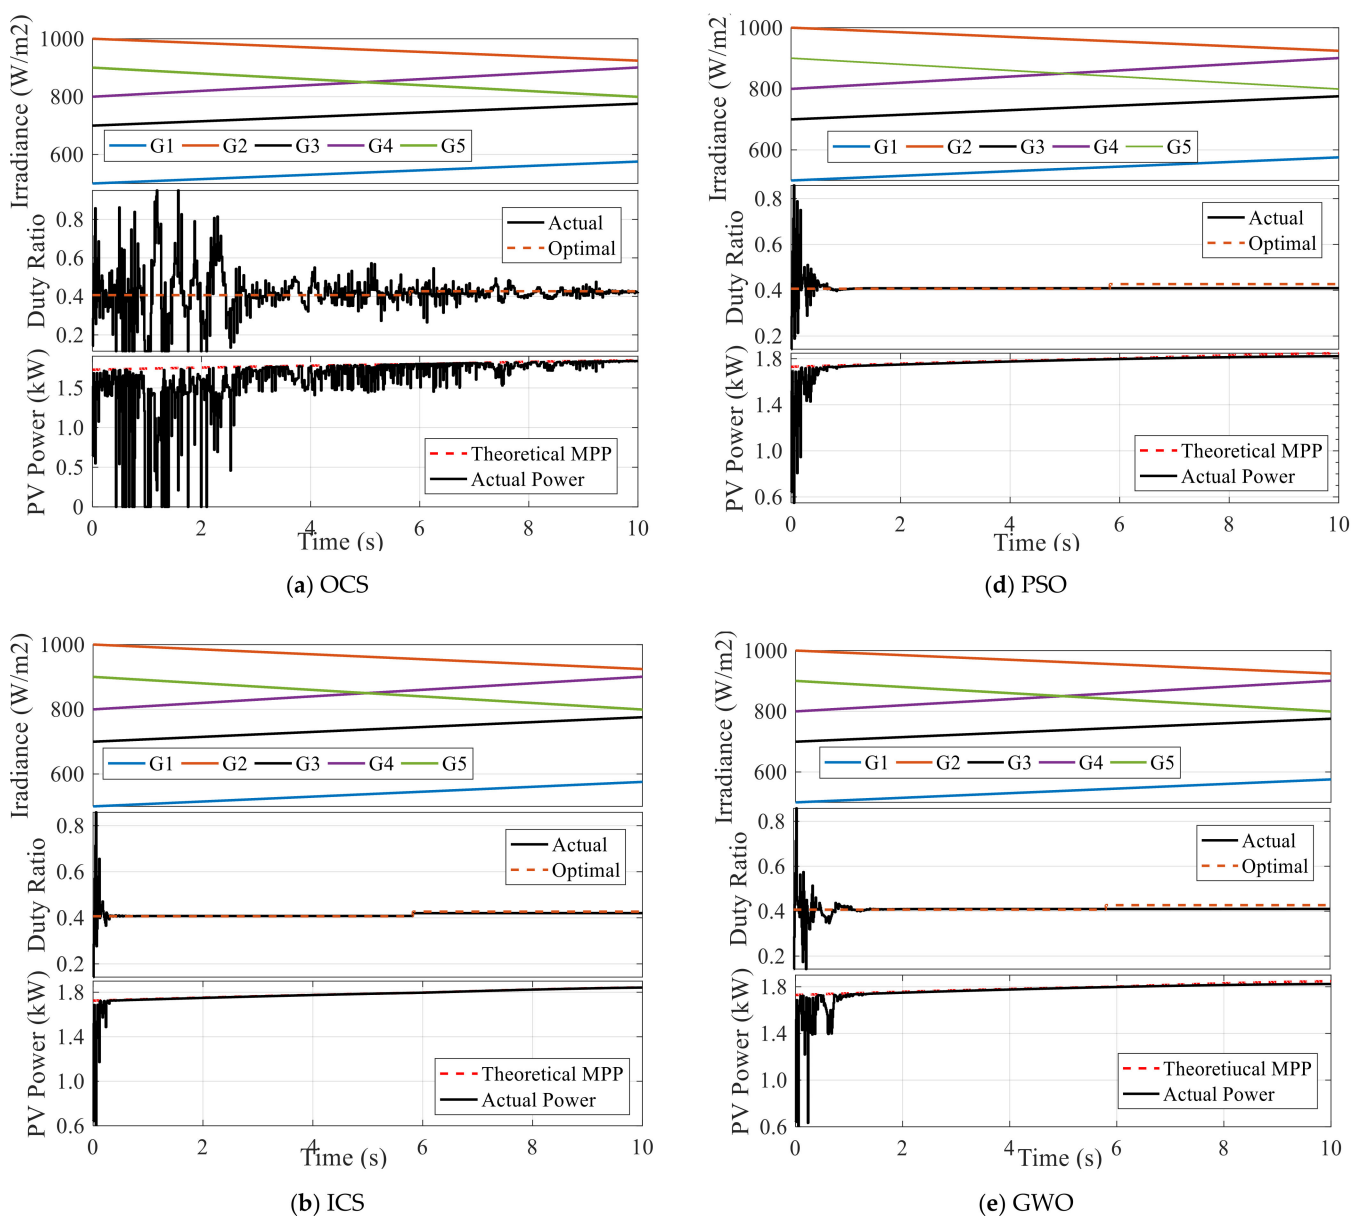 Irradiance (W/m2)
1000
800
600
G1 G2 G3 G4 G5
Duty Ratio
0.8
0.6
0.4
0.2
Actual
Optimal
PV Power (kW)
1.5
1.0
0.5
0
Theoretical MPP
Actual Power
0 2 4 6 8 10
Time (s)
(a) OCS
Irradiance (W/m2)
1000
800
600
G1 G2 G3 G4 G5
Duty Ratio
0.8
0.6
0.4
0.2
Actual
Optimal
PV Power (kW)
1.8
1.4
1.0
0.6
Theoretical MPP
Actual Power
0 2 4 6 8 10
Time (s)
(d) PSO
Irradiance (W/m2)
1000
800
600
G1 G2 G3 G4 G5
Duty Ratio
0.8
0.6
0.4
0.2
Actual
Optimal
PV Power (kW)
1.8
1.4
1.0
0.6
Theoretical MPP
Actual Power
0 2 4 6 8 10
Time (s)
(b) ICS
Irradiance (W/m2)
1000
800
600
G1 G2 G3 G4 G5
Duty Ratio
0.8
0.6
0.4
0.2
Actual
Optimal
PV Power (kW)
1.8
1.4
1.0
0.6
Theoretiucal MPP
Actual Power
0 2 4 6 8 10
Time (s)
(e) GWO